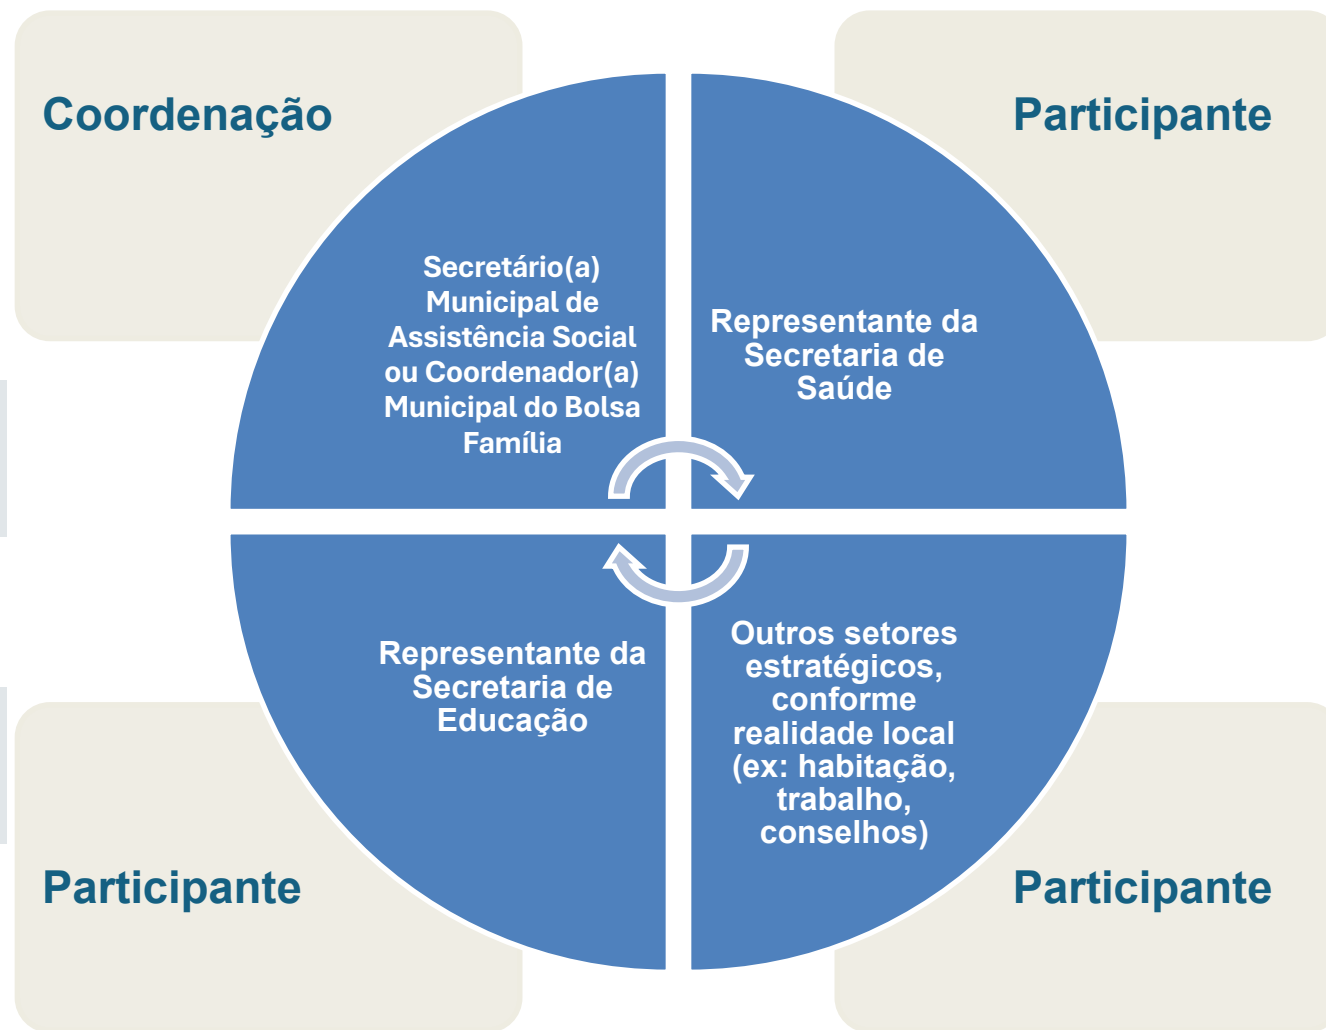 Coordenação
Participante
Secretário(a)
Municipal de
Assistência Social
ou Coordenador(a)
Municipal do Bolsa
Família
Representante da
Secretaria de
Saúde
Representante da
Secretaria de
Educação
Outros setores
estratégicos,
conforme
realidade local
(ex: habitação,
trabalho,
conselhos)
Participante
Participante